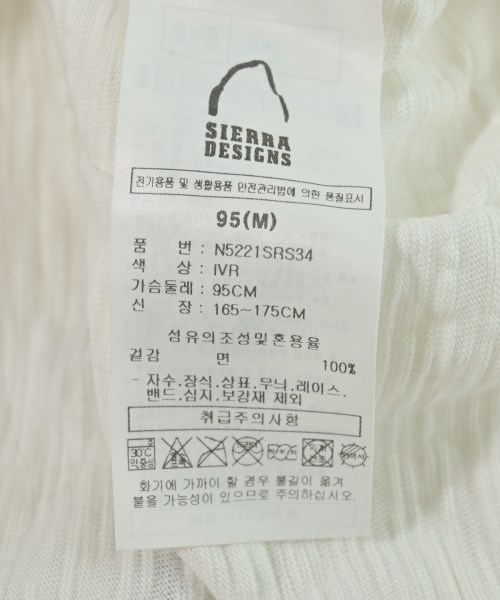 SIERRA
DESIGNS
전기용품 및 생활용품 안전관리법에 의한 품질표시
95(M)
품 번 : N5221SRS34
색 상 : IVR
가슴둘레 : 95CM
신 장 : 165~175CM
섬유의조성및혼용율
겉감 면 100%
- 자수.장식.상표.무늬.레이스.
밴드.심지.보강재 제외
취급주의사항
30℃
약중성
화기에 가까이 할 경우 불길이 옮겨
붙을 가능성이 있으므로 주의하십시오.